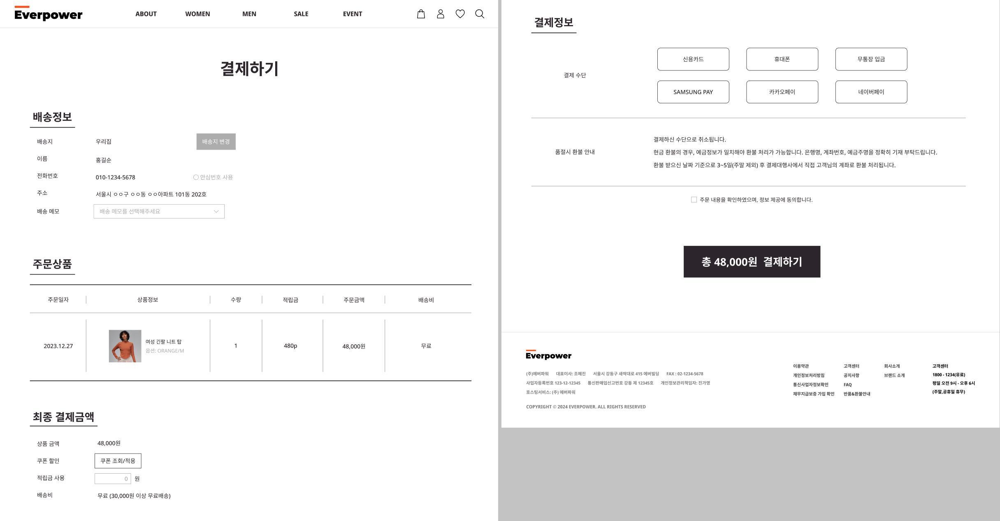 Everpower
ABOUT WOMEN MEN SALE EVENT
결제하기
배송정보
배송지 우리집 배송지 변경
이름 홍길순
전화번호 010-1234-5678 안심번호 사용
주소 서울시 ㅇㅇ구 ㅇㅇ동 ㅇㅇ아파트 101동 202호
배송 메모 배송 메모를 선택해주세요
주문상품
주문일자 상품정보 수량 적립금 주문금액 배송비
여성 긴팔 니트 탑
2023.12.27 1 480p 48,000원 무료
옵션: ORANGE/M
최종 결제금액
상품 금액 48,000원
쿠폰 할인 쿠폰 조회/적용
적립금 사용 0 원
배송비 무료 (30,000원 이상 무료배송)
결제정보
신용카드 휴대폰 무통장 입금
결제 수단
SAMSUNG PAY 카카오페이 네이버페이
결제하신 수단으로 취소됩니다.
품절시 환불 안내 현금 환불의 경우, 예금정보가 일치해야 환불 처리가 가능합니다. 은행명, 계좌번호, 예금주명을 정확히 기재 부탁드립니다.
환불 받으신 날짜 기준으로 3~5일(주말 제외) 후 결제대행사에서 직접 고객님의 계좌로 환불 처리됩니다.
주문 내용을 확인하였으며, 정보 제공에 동의합니다.
총 48,000원 결제하기
Everpower
(주)에버파워 대표이사: 조혜진 서울시 강동구 새싹대로 415 에버빌딩 FAX : 02-1234-5678
사업자등록번호 123-12-12345 통신판매업신고번호 강동 제 12345호 개인정보관리책임자: 진가영
호스팅서비스: (주) 에버파워
COPYRIGHT © 2024 EVERPOWER. ALL RIGHTS RESERVED
이용약관
개인정보처리방침
통신사업자정보확인
채무지급보증 가입 확인
고객센터
공지사항
FAQ
반품&환불안내
회사소개
브랜드 소개
고객센터
1800 - 1234(유료)
평일 오전 9시 - 오후 6시
(주말,공휴일 휴무)